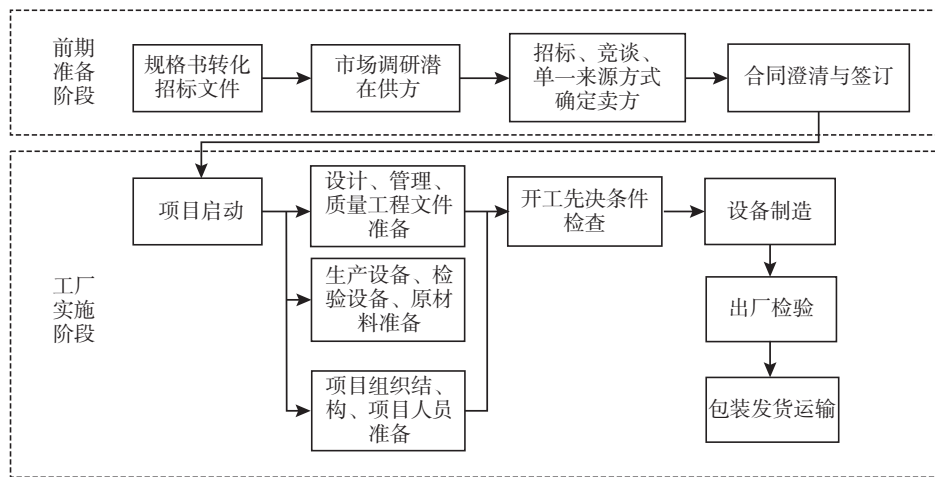 前期
准备
阶段
规格书转化
招标文件
市场调研潜
在供方
招标、竞谈、
单一来源方式
确定卖方
合同澄清与签订
工厂
实施
阶段
项目启动
设计、管理、
质量工程文件
准备
生产设备、检
验设备、原材
料准备
项目组织结、
构、项目人员
准备
开工先决条件
检查
设备制造
出厂检验
包装发货运输